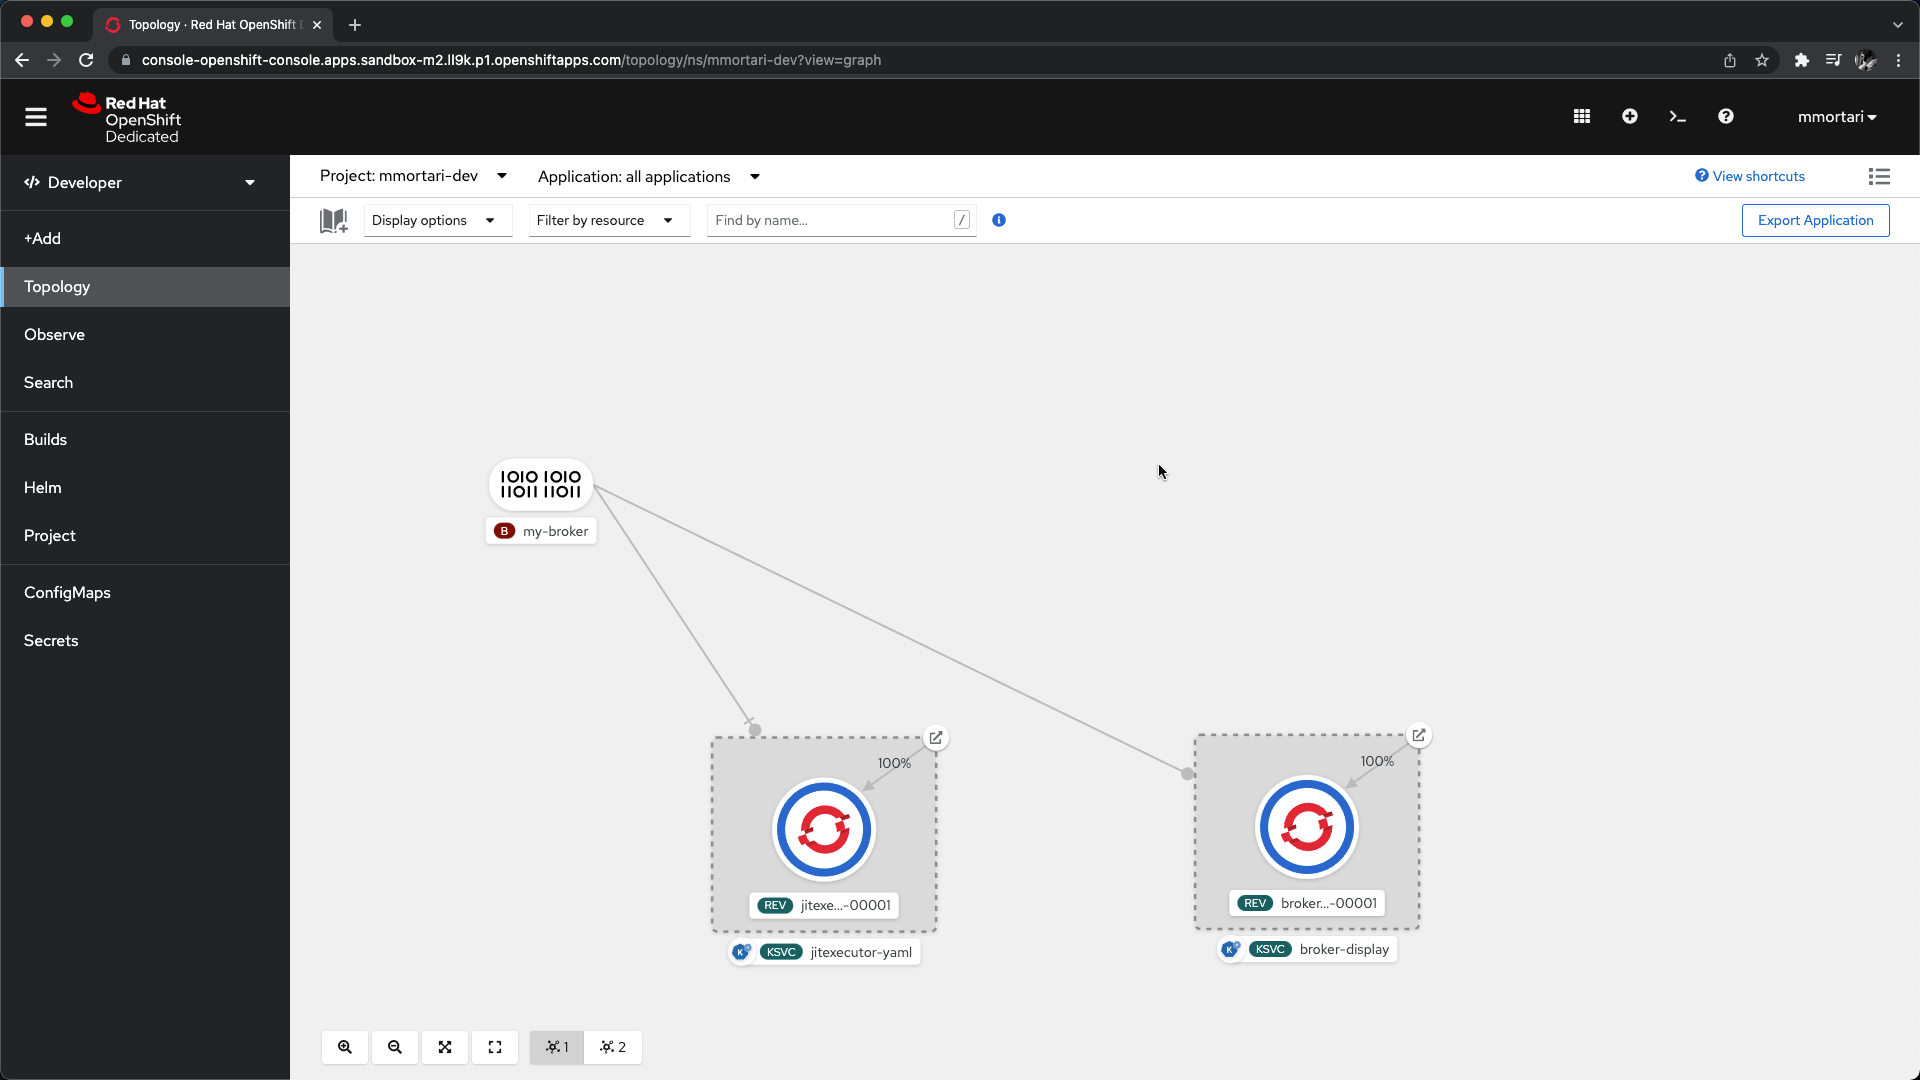 Topology · Red Hat OpenShift
console-openshift-console.apps.sandbox-m2.ll9k.p1.openshiftapps.com/topology/ns/mmortari-dev?view=graph
Red Hat
OpenShift
Dedicated
mmortari
Developer
+Add
Topology
Observe
Search
Builds
Helm
Project
ConfigMaps
Secrets
Project: mmortari-dev
Application: all applications
View shortcuts
Display options
Filter by resource
Find by name...
/
Export Application
1010 1010
11011 11011
B my-broker
100%
REV jitexe...-00001
K KSVC jitexecutor-yaml
100%
REV broker...-00001
K KSVC broker-display
1
2